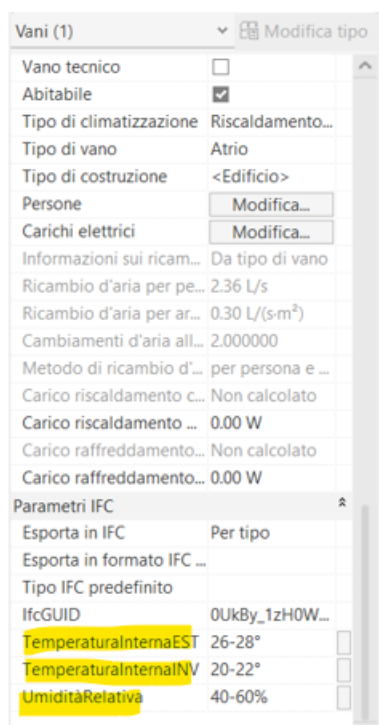 Vani (1) Modifica tipo
Vano tecnico
Abitabile
Tipo di climatizzazione Riscaldamento...
Tipo di vano Atrio
Tipo di costruzione <Edificio>
Persone Modifica...
Carichi elettrici Modifica...
Informazioni sui ricam... Da tipo di vano
Ricambio d'aria per pe... 2.36 L/s
Ricambio d'aria per ar... 0.30 L/(s·m²)
Cambiamenti d'aria all... 2.000000
Metodo di ricambio d'... per persona e ...
Carico riscaldamento c... Non calcolato
Carico riscaldamento ... 0.00 W
Carico raffreddamento... Non calcolato
Carico raffreddamento... 0.00 W
Parametri IFC
Esporta in IFC Per tipo
Esporta in formato IFC ...
Tipo IFC predefinito
IfcGUID 0UkBy_1zH0W...
TemperaturaInternaEST 26-28°
TemperaturaInternaINV 20-22°
UmiditàRelativa 40-60%